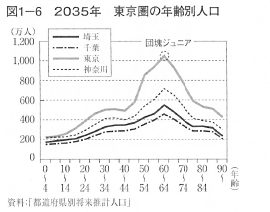 図1−6　2035年　東京圏の年齢別人口
(万人)
1,200
1,000
800
600
400
200
0
埼玉
千葉
東京
神奈川
団塊ジュニア
0〜4
10〜14
20〜24
30〜34
40〜44
50〜54
60〜64
70〜74
80〜84
90〜
(年齢)
資料:「都道府県別将来推計人口」